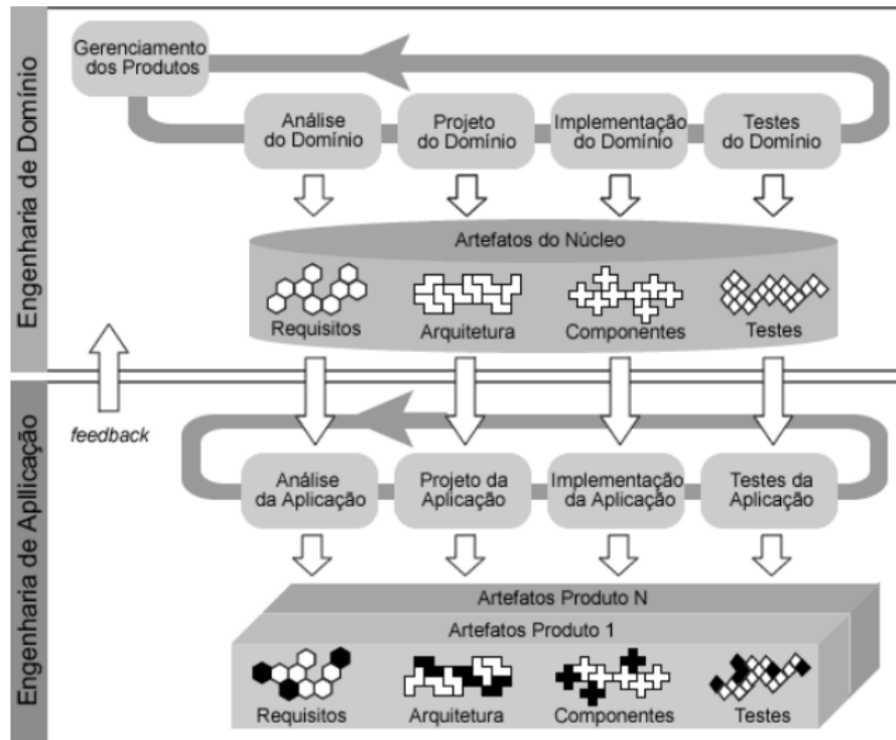 Engenharia de Domínio
Gerenciamento
dos Produtos
Análise
do Domínio
Projeto
do Domínio
Implementação
do Domínio
Testes
do Domínio
Artefatos do Núcleo
Requisitos
Arquitetura
Componentes
Testes
feedback
Engenharia de Apllicação
Análise
da Aplicação
Projeto da
Aplicação
Implementação
da Aplicação
Testes da
Aplicação
Artefatos Produto N
Artefatos Produto 1
Requisitos
Arquitetura
Componentes
Testes